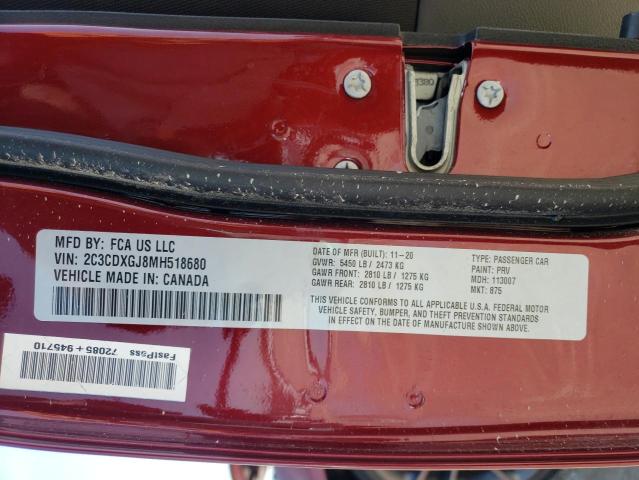 MFD BY: FCA US LLC
VIN: 2C3CDXGJ8MH518680
VEHICLE MADE IN CANADA
DATE OF MFR (BUILT): 11-20
GVWR: 5450 LB / 2473 KG
GAWR FRONT: 2810 LB / 1275 KG
GAWR REAR: 2810 LB / 1275 KG
TYPE: PASSENGER CAR
PAINT: PRV
MDH: 113007
MKT: 875
THIS VEHICLE CONFORMS TO ALL APPLICABLE U.S.A. FEDERAL MOTOR
VEHICLE SAFETY, BUMPER, AND THEFT PREVENTION STANDARDS
IN EFFECT ON THE DATE OF MANUFACTURE SHOWN ABOVE.
FastPass 72085+945710